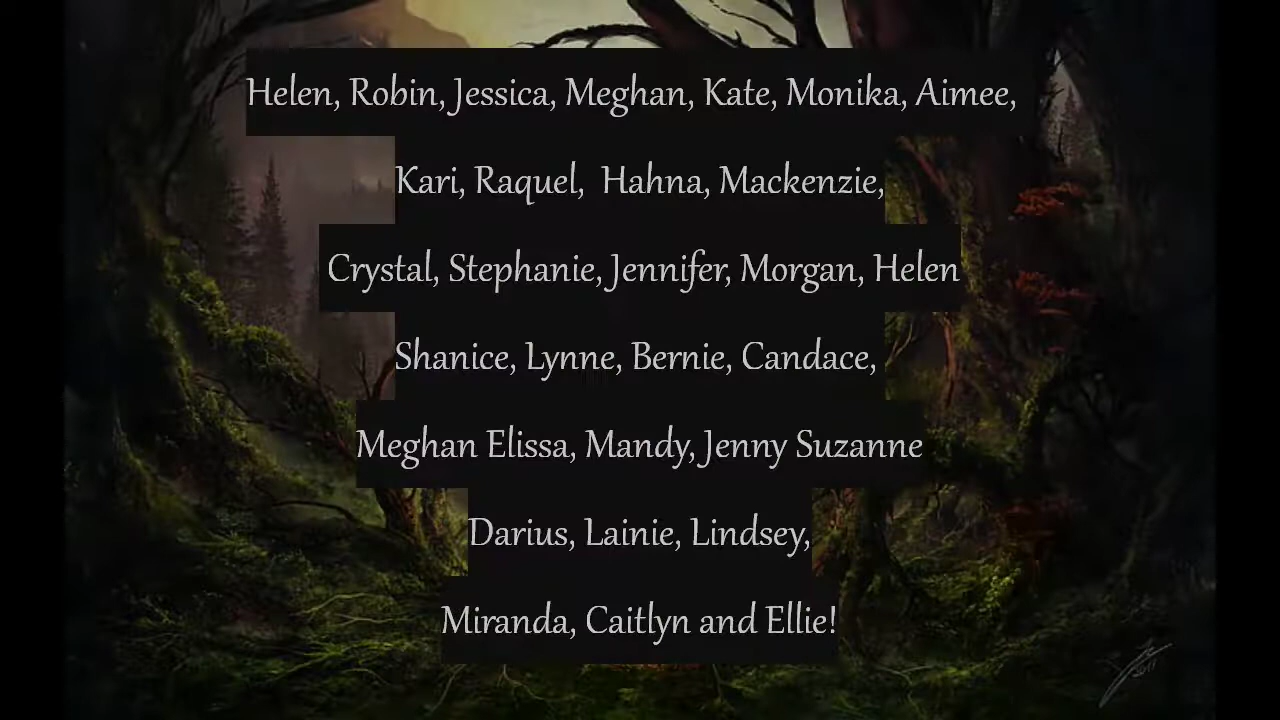 Helen, Robin, Jessica, Meghan, Kate, Monika, Aimee,
Kari, Raquel,  Hahna, Mackenzie,
Crystal, Stephanie, Jennifer, Morgan, Helen
Shanice, Lynne, Bernie, Candace,
Meghan Elissa, Mandy, Jenny Suzanne
Darius, Lainie, Lindsey,
Miranda, Caitlyn and Ellie!
2011